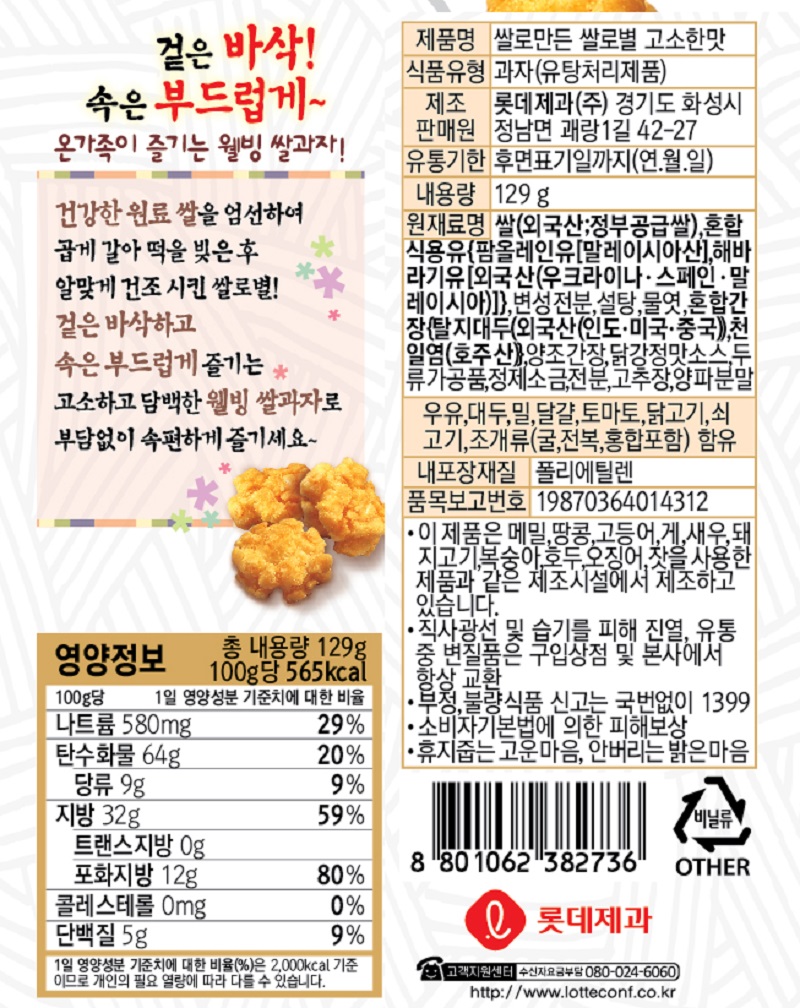 겉은 바삭!
속은 부드럽게~
온가족이 즐기는 웰빙 쌀과자!
건강한 원료 쌀을 엄선하여
곱게 갈아 떡을 빚은 후
알맞게 건조 시킨 쌀로별!
겉은 바삭하고
속은 부드럽게 즐기는
고소하고 담백한 웰빙 쌀과자로
부담없이 속편하게 즐기세요~
영양정보
총 내용량 129g
100g당 565kcal
100g당 1일 영양성분 기준치에 대한 비율
나트륨 580mg 29%
탄수화물 64g 20%
당류 9g 9%
지방 32g 59%
트랜스지방 0g
포화지방 12g 80%
콜레스테롤 0mg 0%
단백질 5g 9%
1일 영양성분 기준치에 대한 비율(%)은 2,000kcal 기준
이므로 개인의 필요 열량에 따라 다를 수 있습니다.
제품명 쌀로만든 쌀로별 고소한맛
식품유형 과자(유탕처리제품)
제조 롯데제과(주) 경기도 화성시
판매원 정남면 괘랑1길 42-27
유통기한 후면표기일까지(연.월.일)
내용량 129 g
원재료명 쌀(외국산;정부공급쌀),혼합
식용유{팜올레인유[말레이시아산],해바
라기유[외국산(우크라이나·스페인·말
레이시아)]},변성전분,설탕,물엿,혼합간
장{탈지대두(외국산(인도·미국·중국)),천
일염(호주산)},양조간장,닭강정맛소스,두
류가공품,정제소금,전분,고추장,양파분말
우유,대두,밀,달걀,토마토,닭고기,쇠
고기,조개류(굴,전복,홍합포함) 함유
내포장재질 폴리에틸렌
품목보고번호 19870364014312
·이 제품은 메밀,땅콩,고등어,게,새우,돼
지고기,복숭아,호두,오징어,잣을 사용한
제품과 같은 제조시설에서 제조하고
있습니다.
·직사광선 및 습기를 피해 진열, 유통
중 변질품은 구입상점 및 본사에서
항상 교환
·부정,불량식품 신고는 국번없이 1399
·소비자기본법에 의한 피해보상
·휴지줍는 고운마음, 안버리는 밝은마음
8 801062 382736
비닐류
OTHER
롯데제과
고객지원센터 수신자요금부담 080-024-6060
http://www.lotteconf.co.kr